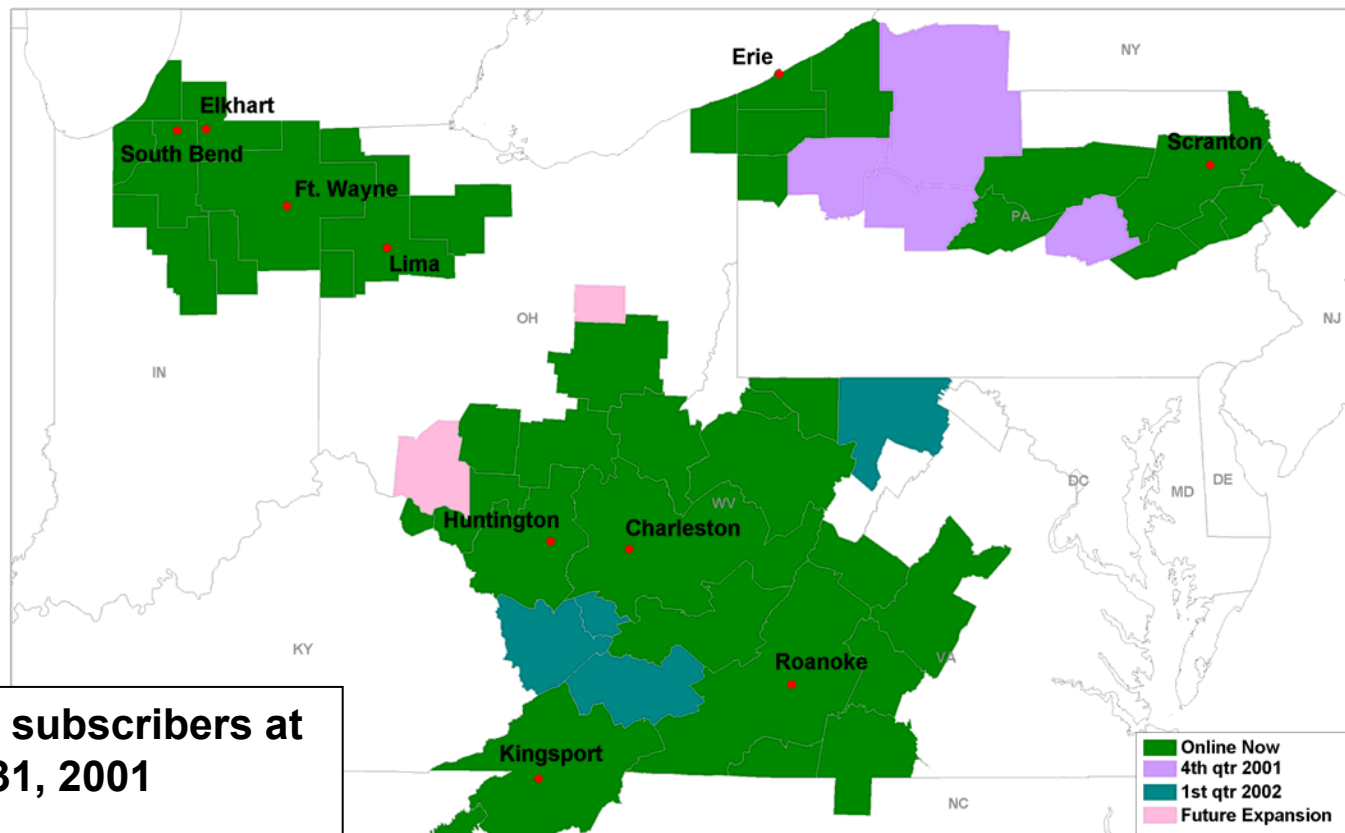 Erie
NY
Elkhart
South Bend
Scranton
Ft. Wayne
PA
Lima
OH
NJ
IN
DC
MD
DE
WV
Huntington
Charleston
KY
Roanoke
VA
subscribers at
31, 2001
Kingsport
NC
Online Now
4th qtr 2001
1st qtr 2002
Future Expansion